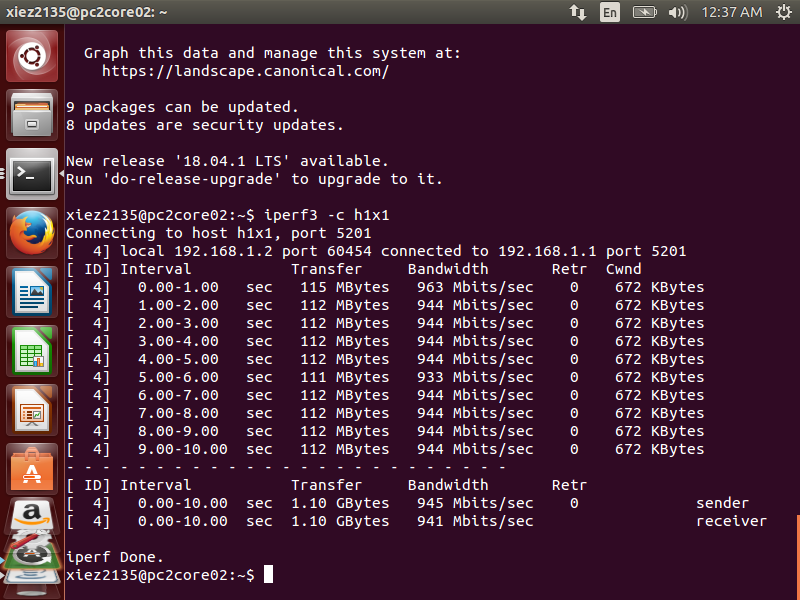 xiez2135@pc2core02: ~ En 12:37 AM
Graph this data and manage this system at:
https://landscape.canonical.com/
9 packages can be updated.
8 updates are security updates.
New release '18.04.1 LTS' available.
Run 'do-release-upgrade' to upgrade to it.
xiez2135@pc2core02:~$ iperf3 -c h1x1
Connecting to host h1x1, port 5201
[  4] local 192.168.1.2 port 60454 connected to 192.168.1.1 port 5201
[ ID] Interval           Transfer     Bandwidth       Retr  Cwnd
[  4]   0.00-1.00   sec   115 MBytes   963 Mbits/sec    0    672 KBytes
[  4]   1.00-2.00   sec   112 MBytes   944 Mbits/sec    0    672 KBytes
[  4]   2.00-3.00   sec   112 MBytes   944 Mbits/sec    0    672 KBytes
[  4]   3.00-4.00   sec   112 MBytes   944 Mbits/sec    0    672 KBytes
[  4]   4.00-5.00   sec   112 MBytes   944 Mbits/sec    0    672 KBytes
[  4]   5.00-6.00   sec   111 MBytes   933 Mbits/sec    0    672 KBytes
[  4]   6.00-7.00   sec   112 MBytes   944 Mbits/sec    0    672 KBytes
[  4]   7.00-8.00   sec   112 MBytes   944 Mbits/sec    0    672 KBytes
[  4]   8.00-9.00   sec   112 MBytes   944 Mbits/sec    0    672 KBytes
[  4]   9.00-10.00  sec   112 MBytes   944 Mbits/sec    0    672 KBytes
- - - - - - - - - - - - - - - - - - - - - - - - -
[ ID] Interval           Transfer     Bandwidth       Retr
[  4]   0.00-10.00  sec  1.10 GBytes   945 Mbits/sec    0             sender
[  4]   0.00-10.00  sec  1.10 GBytes   941 Mbits/sec                  receiver
iperf Done.
xiez2135@pc2core02:~$